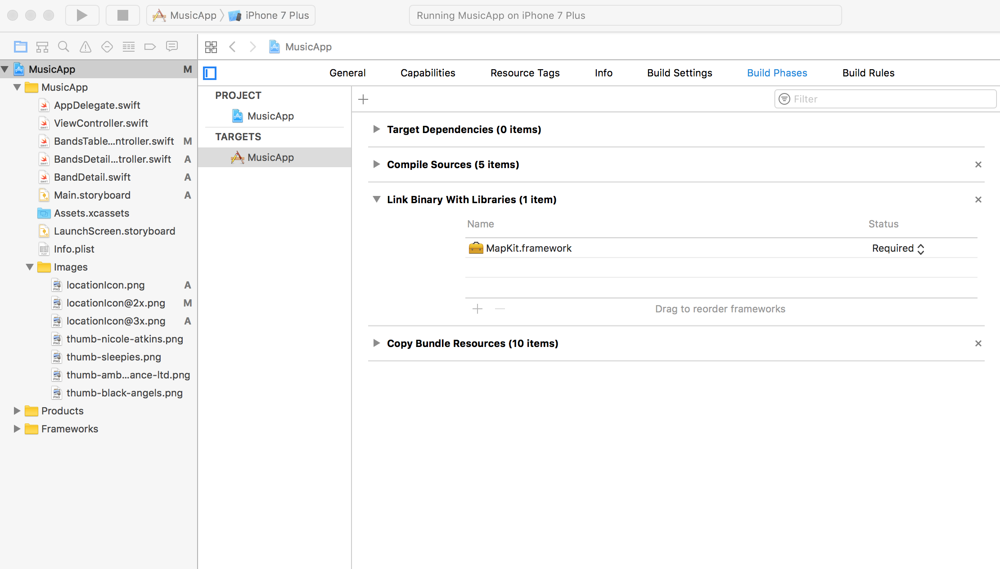 MusicApp
iPhone 7 Plus
Running MusicApp on iPhone 7 Plus
MusicApp
MusicApp M
MusicApp
AppDelegate.swift
ViewController.swift
BandsTable...ntroller.swift M
BandsDetail...troller.swift A
BandDetail.swift A
Main.storyboard A
Assets.xcassets
LaunchScreen.storyboard
Info.plist
Images
locationIcon.png A
locationIcon@2x.png M
locationIcon@3x.png A
thumb-nicole-atkins.png
thumb-sleepies.png
thumb-amb...ance-ltd.png
thumb-black-angels.png
Products
Frameworks
General Capabilities Resource Tags Info Build Settings Build Phases Build Rules
PROJECT
MusicApp
TARGETS
MusicApp
Filter
Target Dependencies (0 items)
Compile Sources (5 items)
Link Binary With Libraries (1 item)
Name Status
MapKit.framework Required
Drag to reorder frameworks
Copy Bundle Resources (10 items)